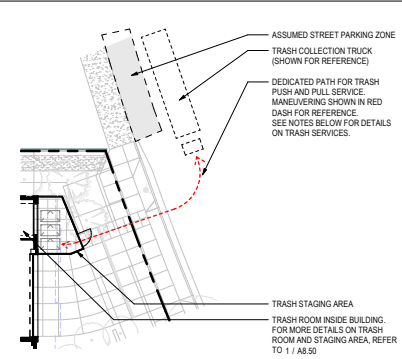 ASSUMED STREET PARKING ZONE
TRASH COLLECTION TRUCK
(SHOWN FOR REFERENCE)
DEDICATED PATH FOR TRASH
PUSH AND PULL SERVICE.
MANEUVERING SHOWN IN RED
DASH FOR REFERENCE.
SEE NOTES BELOW FOR DETAILS
ON TRASH SERVICES.
TRASH STAGING AREA
TRASH ROOM INSIDE BUILDING.
FOR MORE DETAILS ON TRASH
ROOM AND STAGING AREA, REFER
TO 1 / A8.50